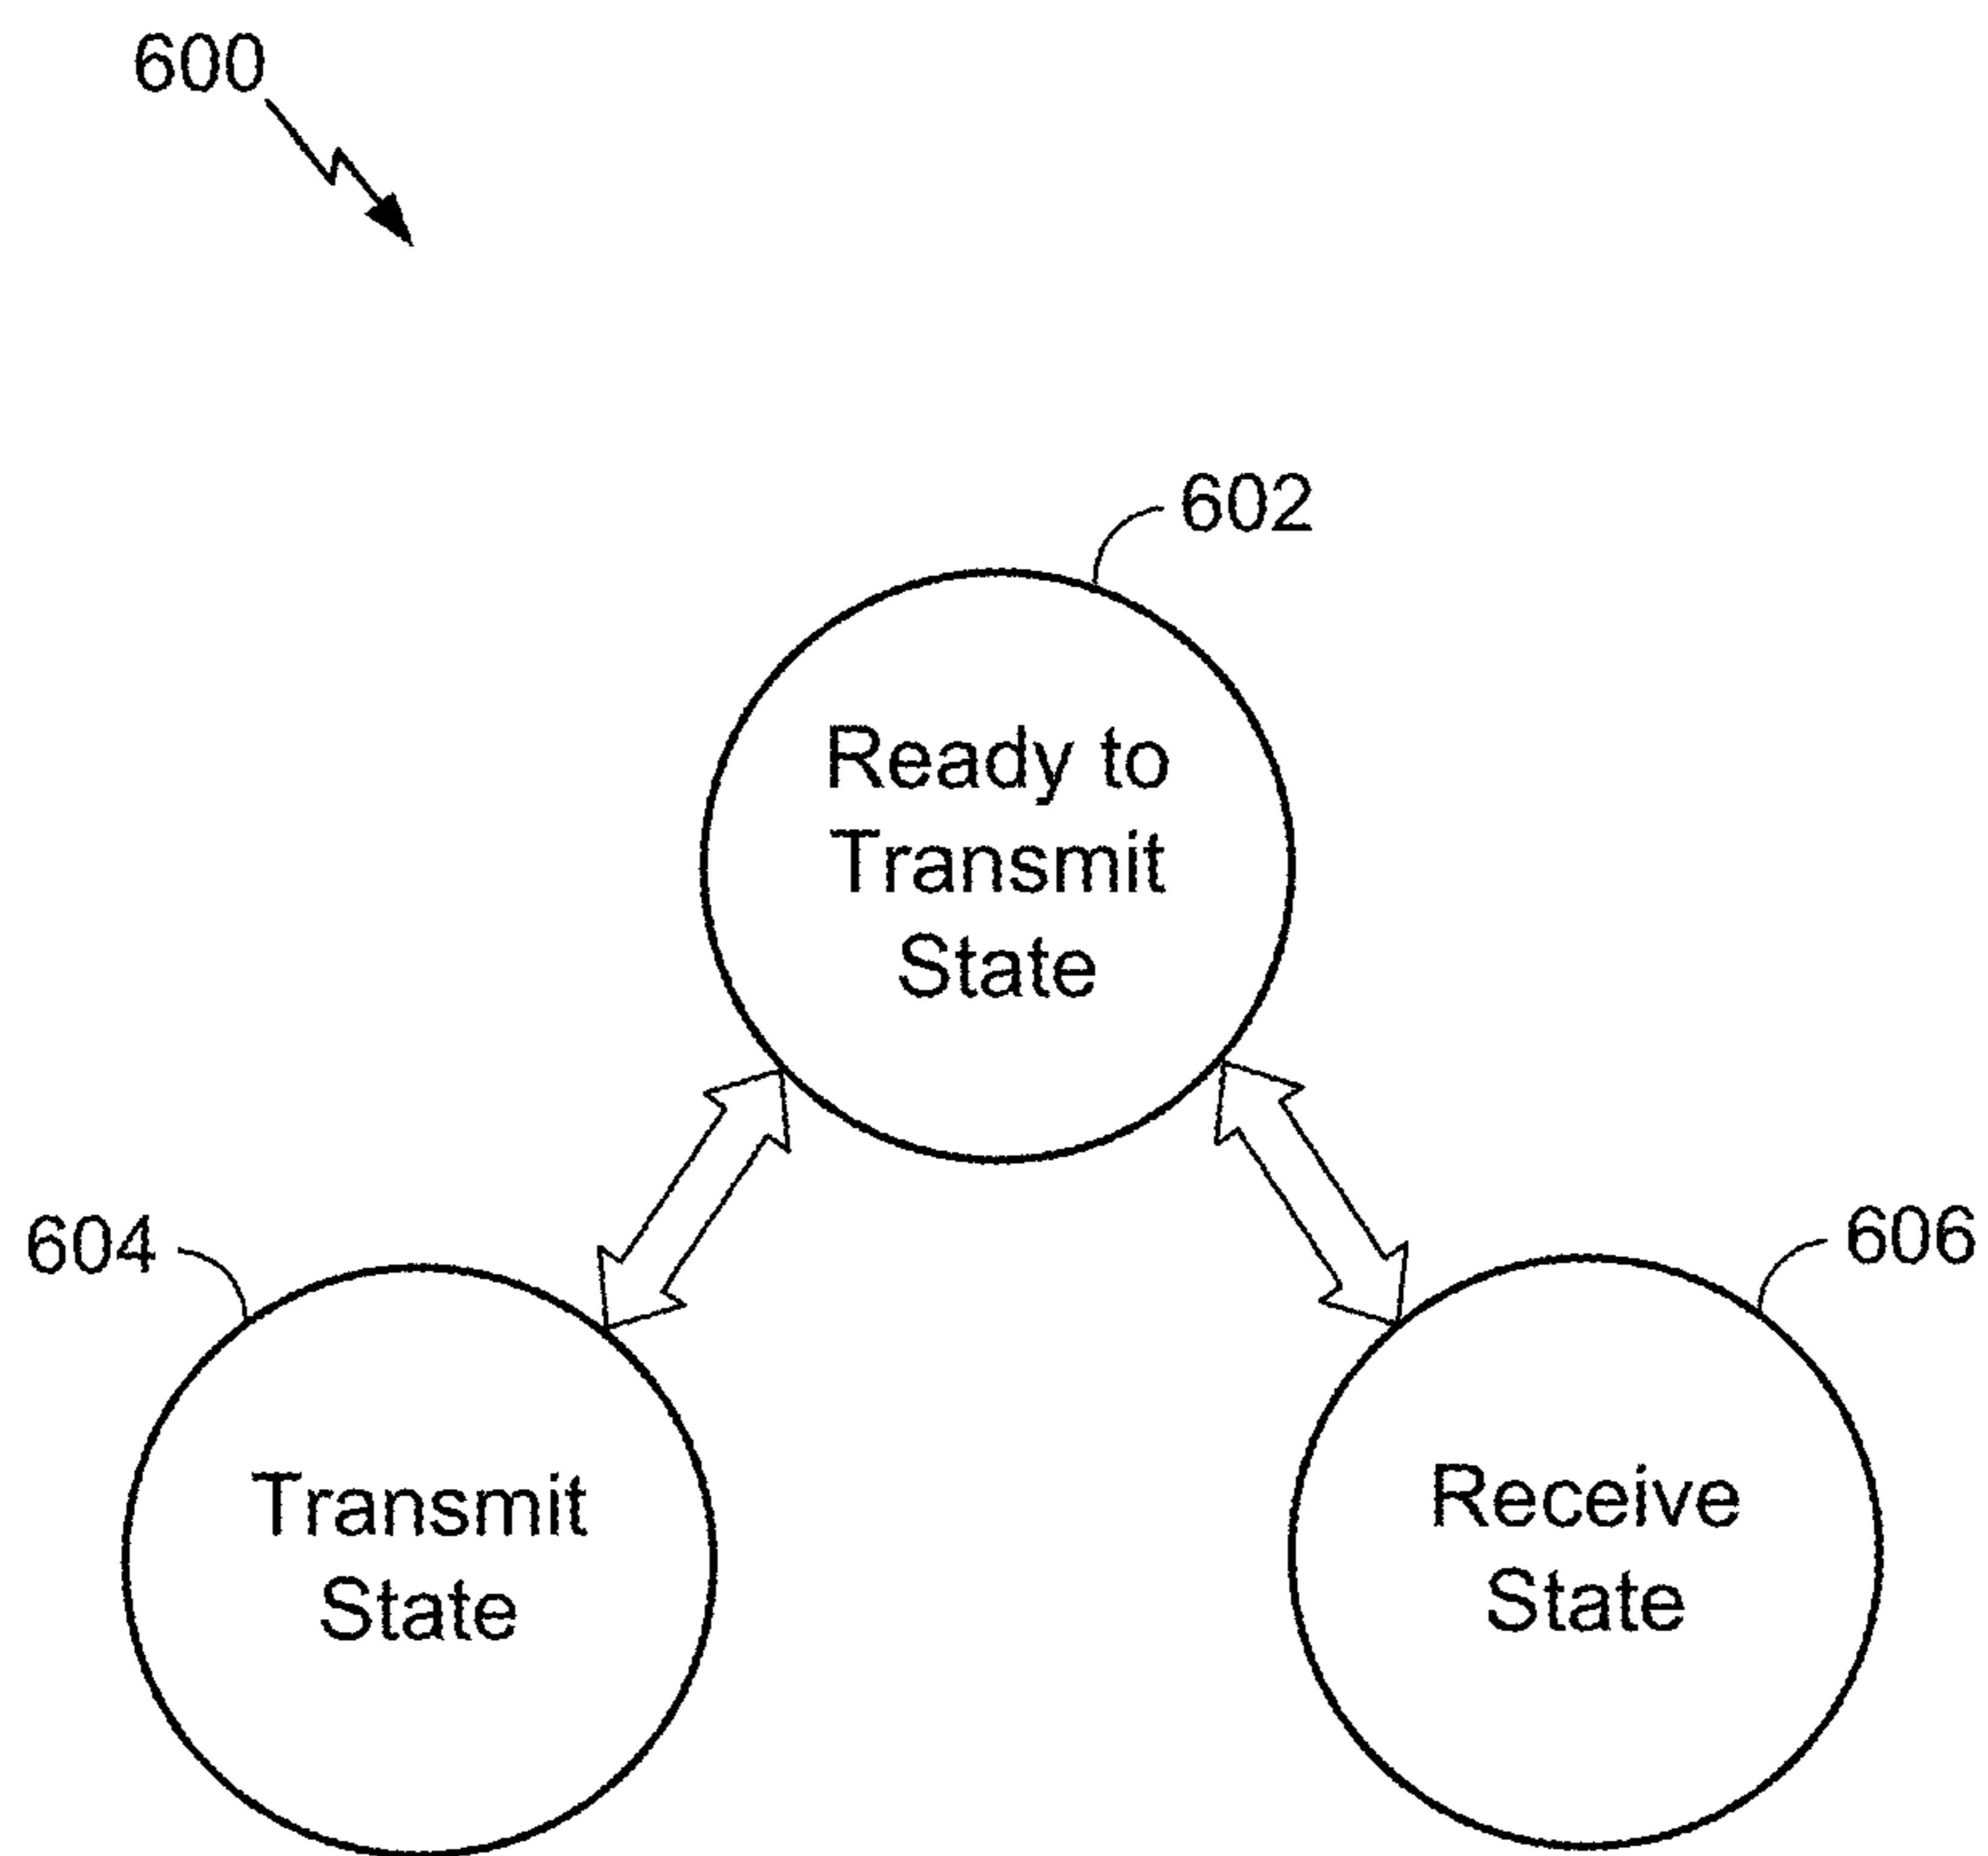 600
602
Ready to
Transmit
State
604
606
Transmit
State
Receive
State